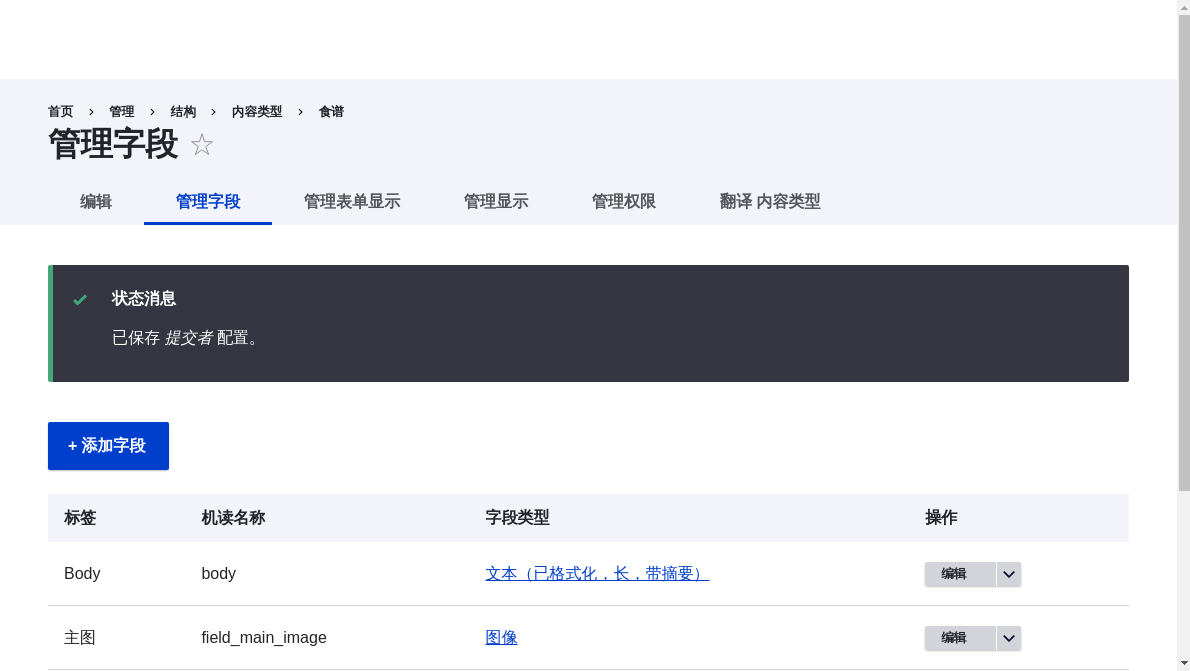 首页 › 管理 › 结构 › 内容类型 › 食谱
管理字段 ☆
编辑 管理字段 管理表单显示 管理显示 管理权限 翻译 内容类型
状态消息
已保存 提交者 配置。
+ 添加字段
标签 机读名称 字段类型 操作
Body body 文本（已格式化，长，带摘要） 编辑
主图 field_main_image 图像 编辑